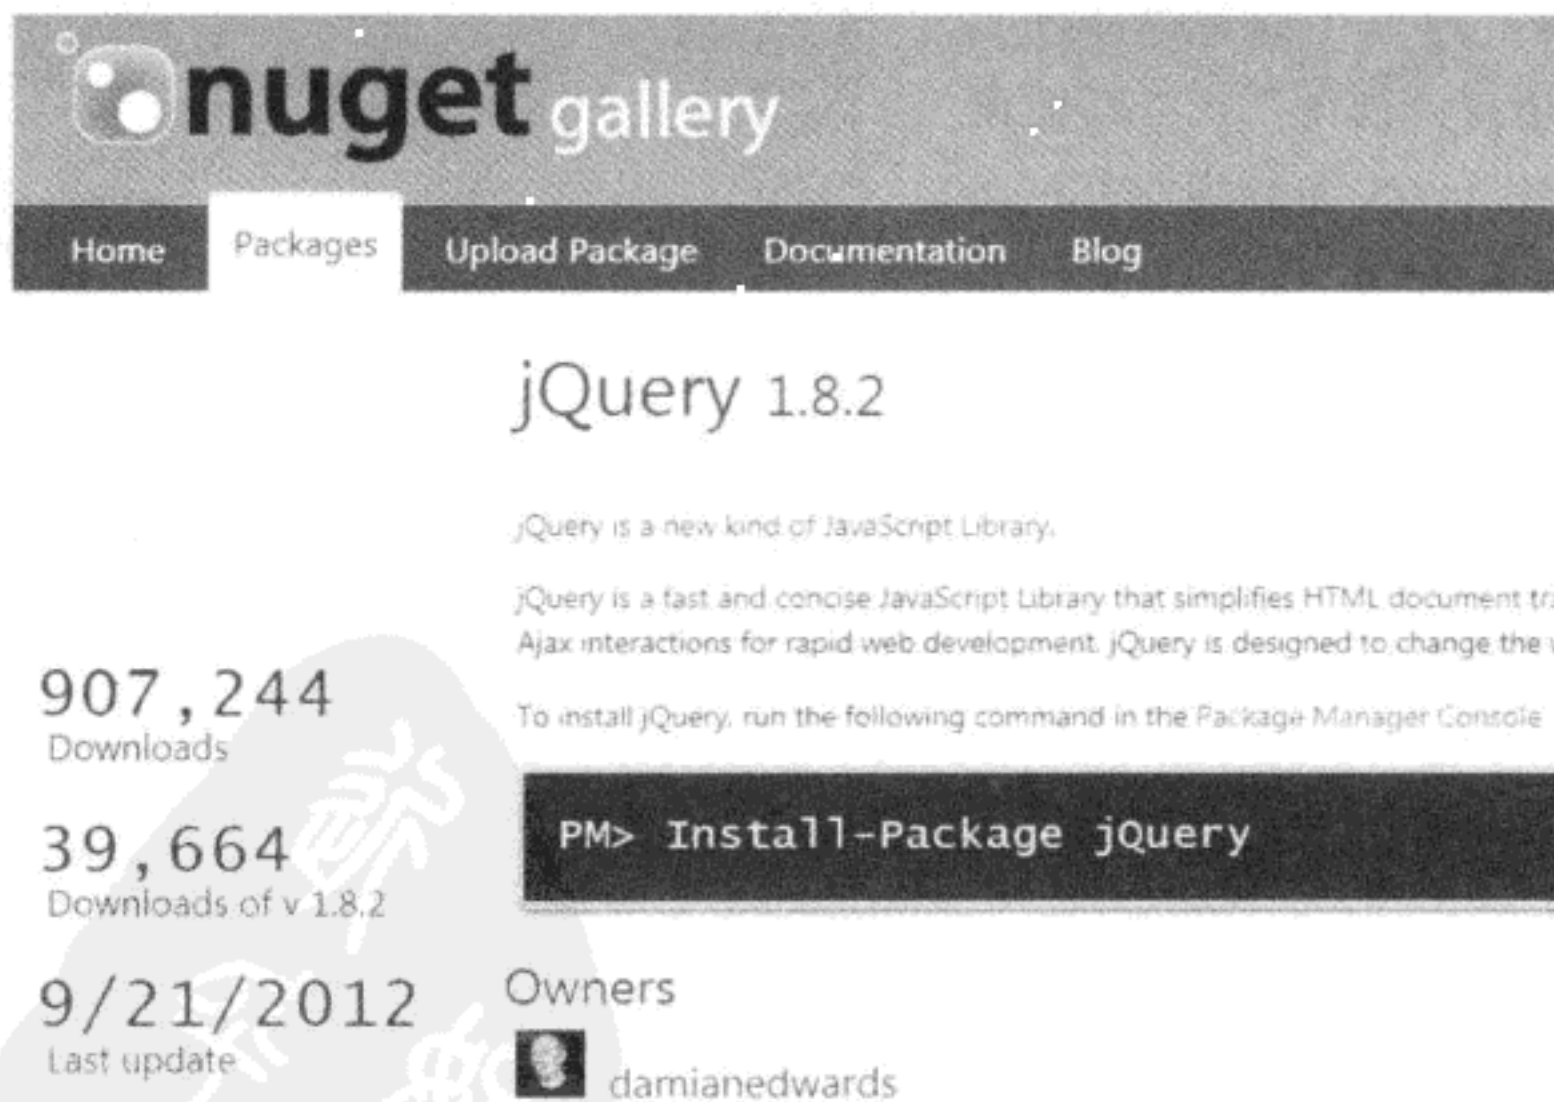 nuget gallery
Home Packages Upload Package Documentation Blog
jQuery 1.8.2
jQuery is a new kind of JavaScript Library.
jQuery is a fast and concise JavaScript Library that simplifies HTML document tra
Ajax interactions for rapid web development. jQuery is designed to change the
To install jQuery, run the following command in the Package Manager Console
PM> Install-Package jQuery
907,244
Downloads
39,664
Downloads of v 1.8.2
9/21/2012
Last update
Owners
damianedwards